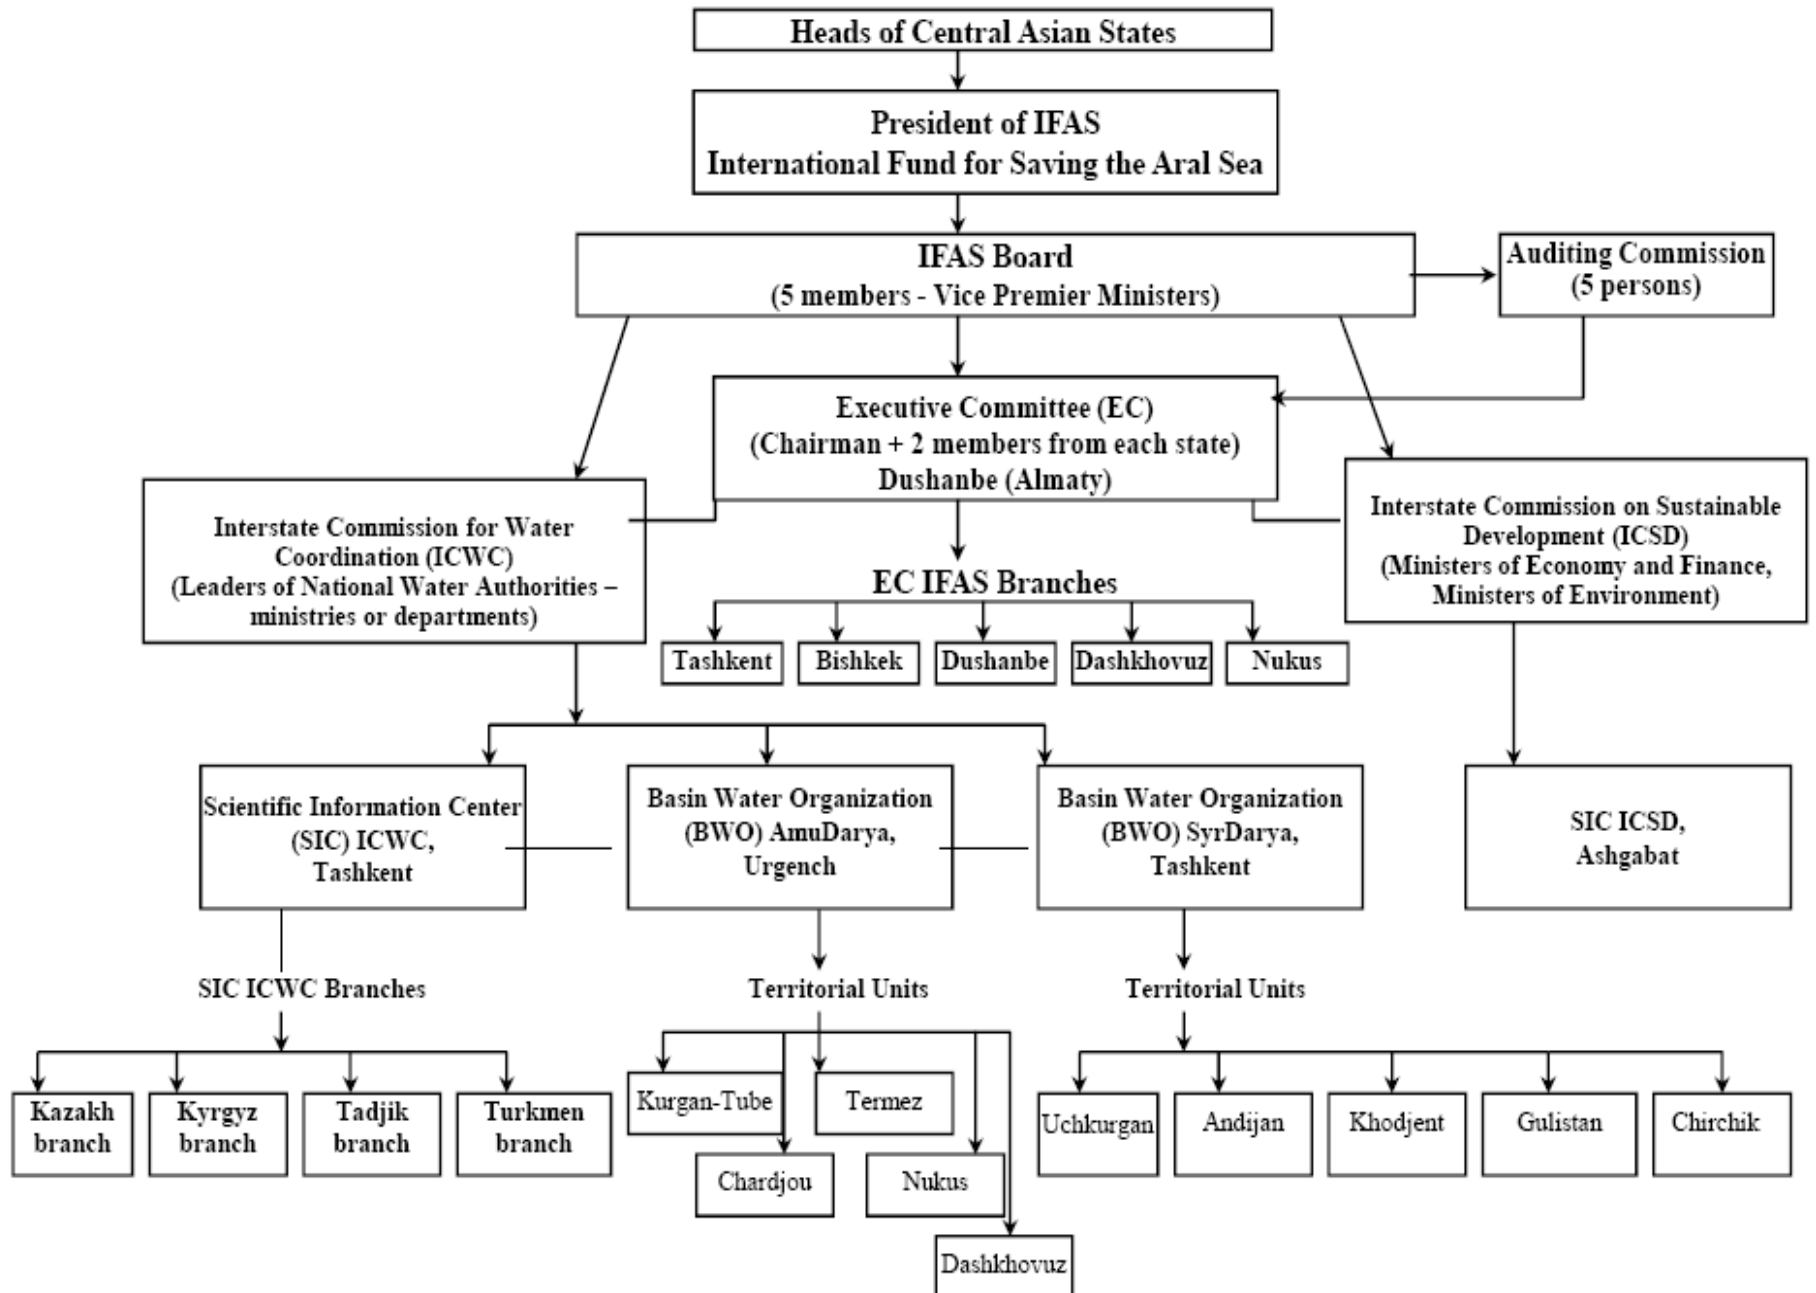 Heads of Central Asian States
President of IFAS
International Fund for Saving the Aral Sea
IFAS Board
(5 members - Vice Premier Ministers)
Auditing Commission
(5 persons)
Executive Committee (EC)
(Chairman + 2 members from each state)
Dushanbe (Almaty)
Interstate Commission for Water
Coordination (ICWC)
(Leaders of National Water Authorities –
ministries or departments)
Interstate Commission on Sustainable
Development (ICSD)
(Ministers of Economy and Finance,
Ministers of Environment)
EC IFAS Branches
Tashkent
Bishkek
Dushanbe
Dashkhovuz
Nukus
Scientific Information Center
(SIC) ICWC,
Tashkent
Basin Water Organization
(BWO) AmuDarya,
Urgench
Basin Water Organization
(BWO) SyrDarya,
Tashkent
SIC ICSD,
Ashgabat
SIC ICWC Branches
Territorial Units
Territorial Units
Kazakh
branch
Kyrgyz
branch
Tadjik
branch
Turkmen
branch
Kurgan-Tube
Termez
Chardjou
Nukus
Dashkhovuz
Uchkurgan
Andijan
Khodjent
Gulistan
Chirchik